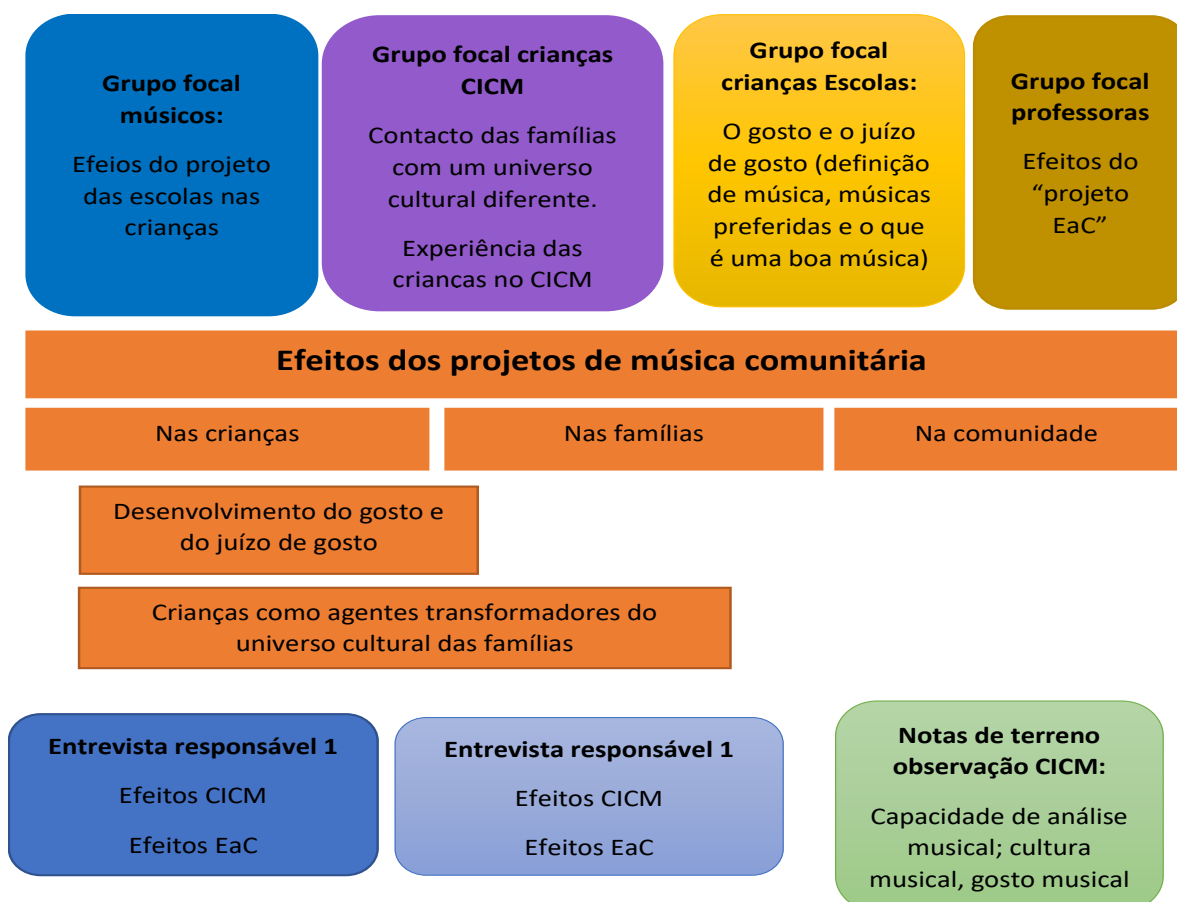 Grupo focal
músicos:
Efeios do projeto
das escolas nas
crianças
Grupo focal crianças
CICM
Contacto das famílias
com um universo
cultural diferente.
Experiência das
crianças no CICM
Grupo focal
crianças Escolas:
O gosto e o juízo
de gosto (definição
de música, músicas
preferidas e o que
é uma boa música)
Grupo focal
professoras
Efeitos do
“projeto
EaC”
Efeitos dos projetos de música comunitária
Nas crianças
Nas famílias
Na comunidade
Desenvolvimento do gosto e
do juízo de gosto
Crianças como agentes transformadores do
universo cultural das famílias
Entrevista responsável 1
Efeitos CICM
Efeitos EaC
Entrevista responsável 1
Efeitos CICM
Efeitos EaC
Notas de terreno
observação CICM:
Capacidade de análise
musical; cultura
musical, gosto musical